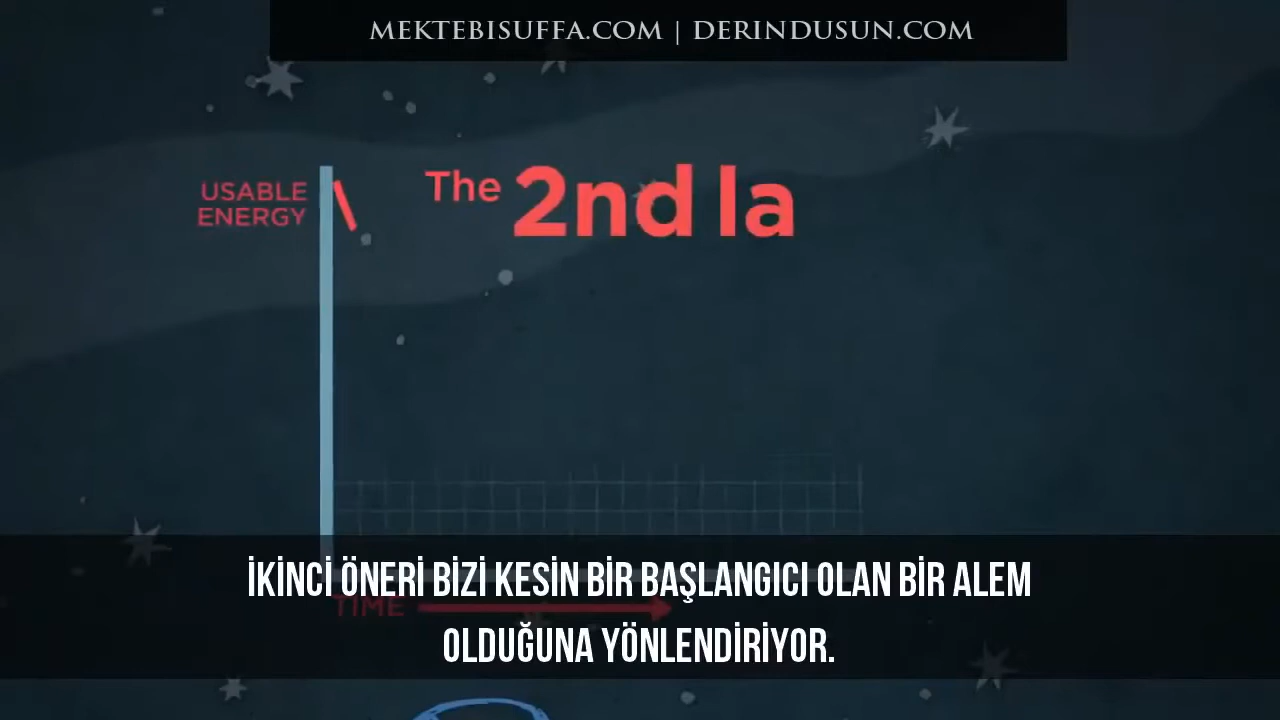 MEKTEBISUFFA.COM | DERINDUSUN.COM
USABLE
ENERGY
The 2nd la
TIME
İKİNCİ ÖNERİ BİZİ KESİN BİR BAŞLANGICI OLAN BİR ALEM
OLDUĞUNA YÖNLENDİRİYOR.